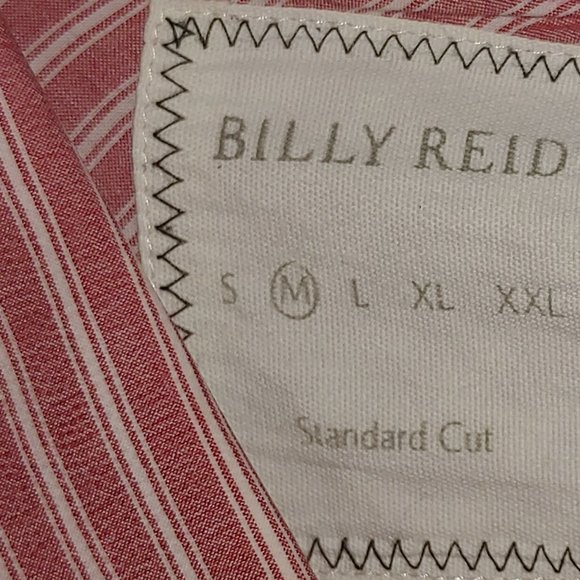 BILLY REID
S M L XL XXL
Standard Cut